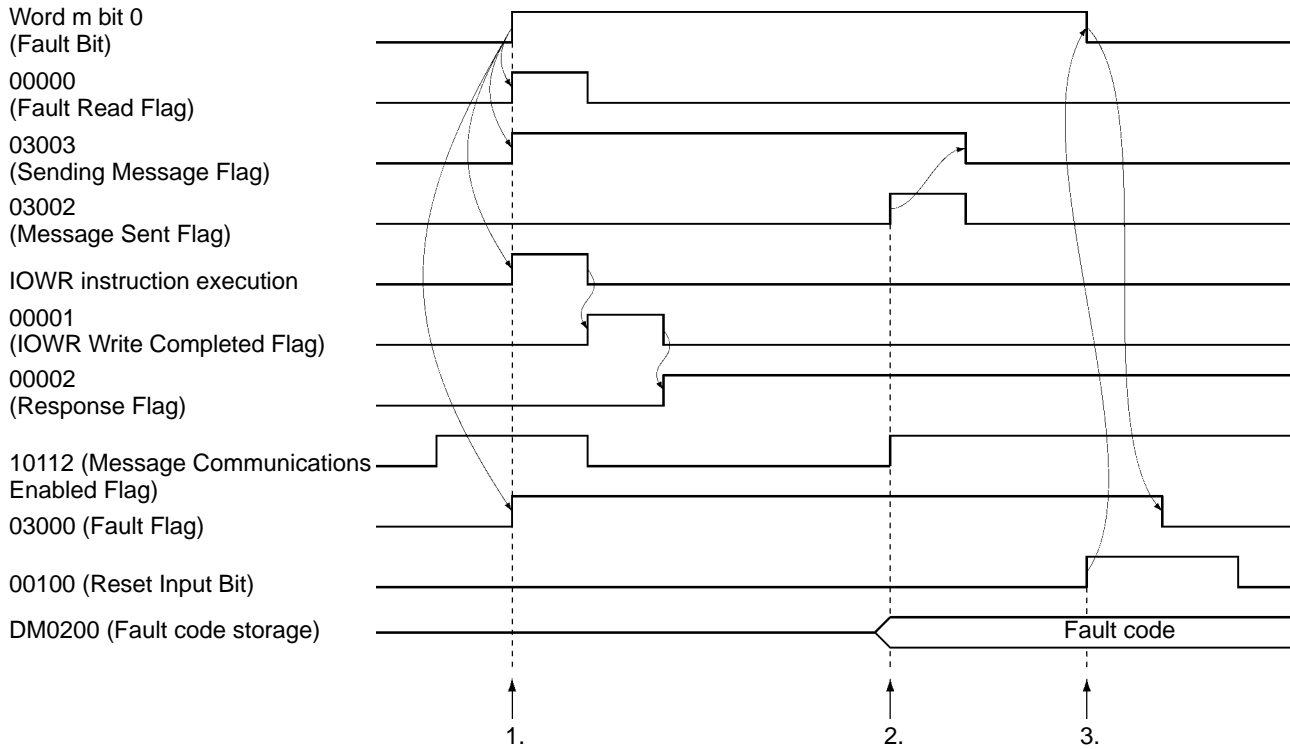 Word m bit 0
(Fault Bit)
00000
(Fault Read Flag)
03003
(Sending Message Flag)
03002
(Message Sent Flag)
IOWR instruction execution
00001
(IOWR Write Completed Flag)
00002
(Response Flag)
10112 (Message Communications
Enabled Flag)
03000 (Fault Flag)
00100 (Reset Input Bit)
DM0200 (Fault code storage)
Fault code
1.
2.
3.